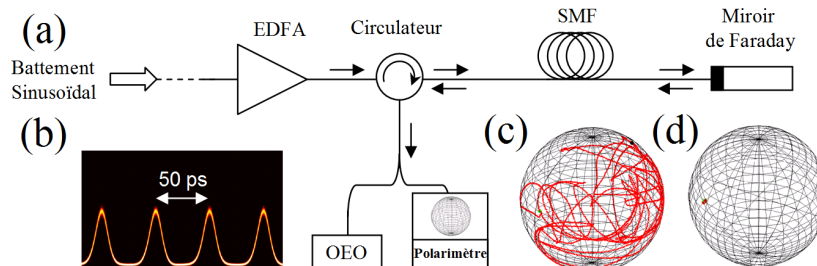 (a)
EDFA
Circulateur
SMF
Miroir
de Faraday
Battement
Sinusoïdal
(b)
50 ps
OEO
Polarimètre
(c)
(d)